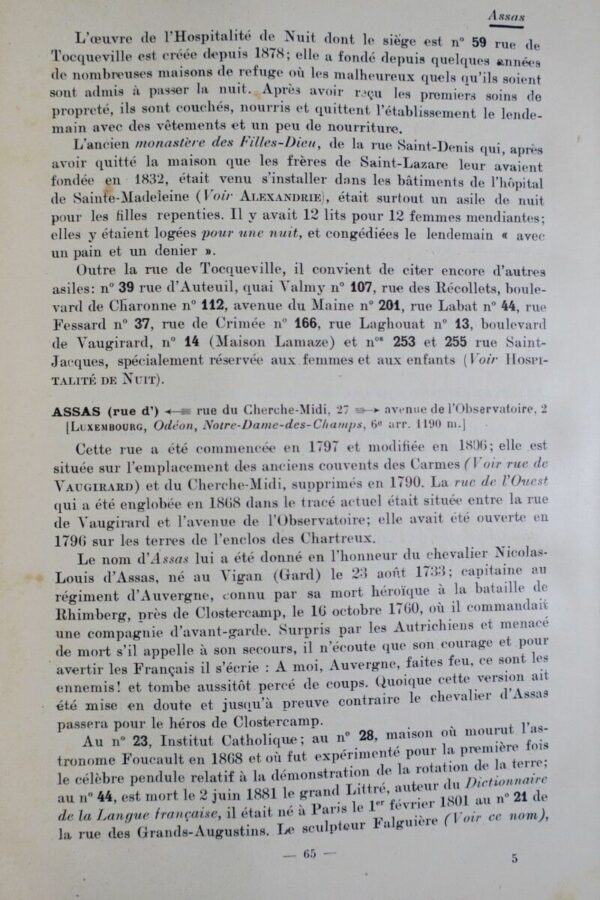 Assas
L'œuvre de l'Hospitalité de Nuit dont le siège est n° 59 rue de
Tocqueville est créée depuis 1878; elle a fondé depuis quelques années
de nombreuses maisons de refuge où les malheureux quels qu'ils soient
sont admis à passer la nuit. Après avoir reçu les premiers soins de
propreté, ils sont couchés, nourris et quittent l'établissement le lende-
main avec des vêtements et un peu de nourriture.
L'ancien monastère des Filles-Dieu, de la rue Saint-Denis qui, après
avoir quitté la maison que les frères de Saint-Lazare leur avaient
fondée en 1832, était venu s'installer dans les bâtiments de l'hôpital
de Sainte-Madeleine (Voir ALEXANDRIE), était surtout un asile de nuit
pour les filles repenties. Il y avait 12 lits pour 12 femmes mendiantes;
elles y étaient logées pour une nuit, et congédiées le lendemain « avec
un pain et un denier ».
Outre la rue de Tocqueville, il convient de citer encore d'autres
asiles: n° 39 rue d'Auteuil, quai Valmy n° 107, rue des Récollets, boule-
vard de Charonne n° 112, avenue du Maine n° 201, rue Labat n° 44, rue
Fessard n° 37, rue de Crimée n° 166, rue Laghouat n° 13, boulevard
de Vaugirard, n° 14 (Maison Lamaze) et nos 253 et 255 rue Saint-
Jacques, spécialement réservée aux femmes et aux enfants (Voir HOSPI-
TALITÉ DE NUIT).
ASSAS (rue d') ←≡ rue du Cherche-Midi, 27 ≡→ avenue de l'Observatoire, 2
[LUXEMBOURG, Odéon, Notre-Dame-des-Champs, 6e arr. 1190 m.]
Cette rue a été commencée en 1797 et modifiée en 1806; elle est
située sur l'emplacement des anciens couvents des Carmes (Voir rue de
VAUGIRARD) et du Cherche-Midi, supprimés en 1790. La rue de l'Ouest
qui a été englobée en 1868 dans le tracé actuel était située entre la rue
de Vaugirard et l'avenue de l'Observatoire; elle avait été ouverte en
1796 sur les terres de l'enclos des Chartreux.
Le nom d'Assas lui a été donné en l'honneur du chevalier Nicolas-
Louis d'Assas, né au Vigan (Gard) le 23 août 1733; capitaine au
régiment d'Auvergne, connu par sa mort héroïque à la bataille de
Rhimberg, près de Clostercamp, le 16 octobre 1760, où il commandait
une compagnie d'avant-garde. Surpris par les Autrichiens et menacé
de mort s'il appelle à son secours, il n'écoute que son courage et pour
avertir les Français il s'écrie : A moi, Auvergne, faites feu, ce sont les
ennemis! et tombe aussitôt percé de coups. Quoique cette version ait
été mise en doute et jusqu'à preuve contraire le chevalier d'Assas
passera pour le héros de Clostercamp.
Au n° 23, Institut Catholique; au n° 28, maison où mourut l'as-
tronome Foucault en 1868 et où fut expérimenté pour la première fois
le célèbre pendule relatif à la démonstration de la rotation de la terre;
au n° 44, est mort le 2 juin 1881 le grand Littré, auteur du Dictionnaire
de la Langue française, il était né à Paris le 1er février 1801 au n° 21 de
la rue des Grands-Augustins. Le sculpteur Falguière (Voir ce nom),
— 65 —
5